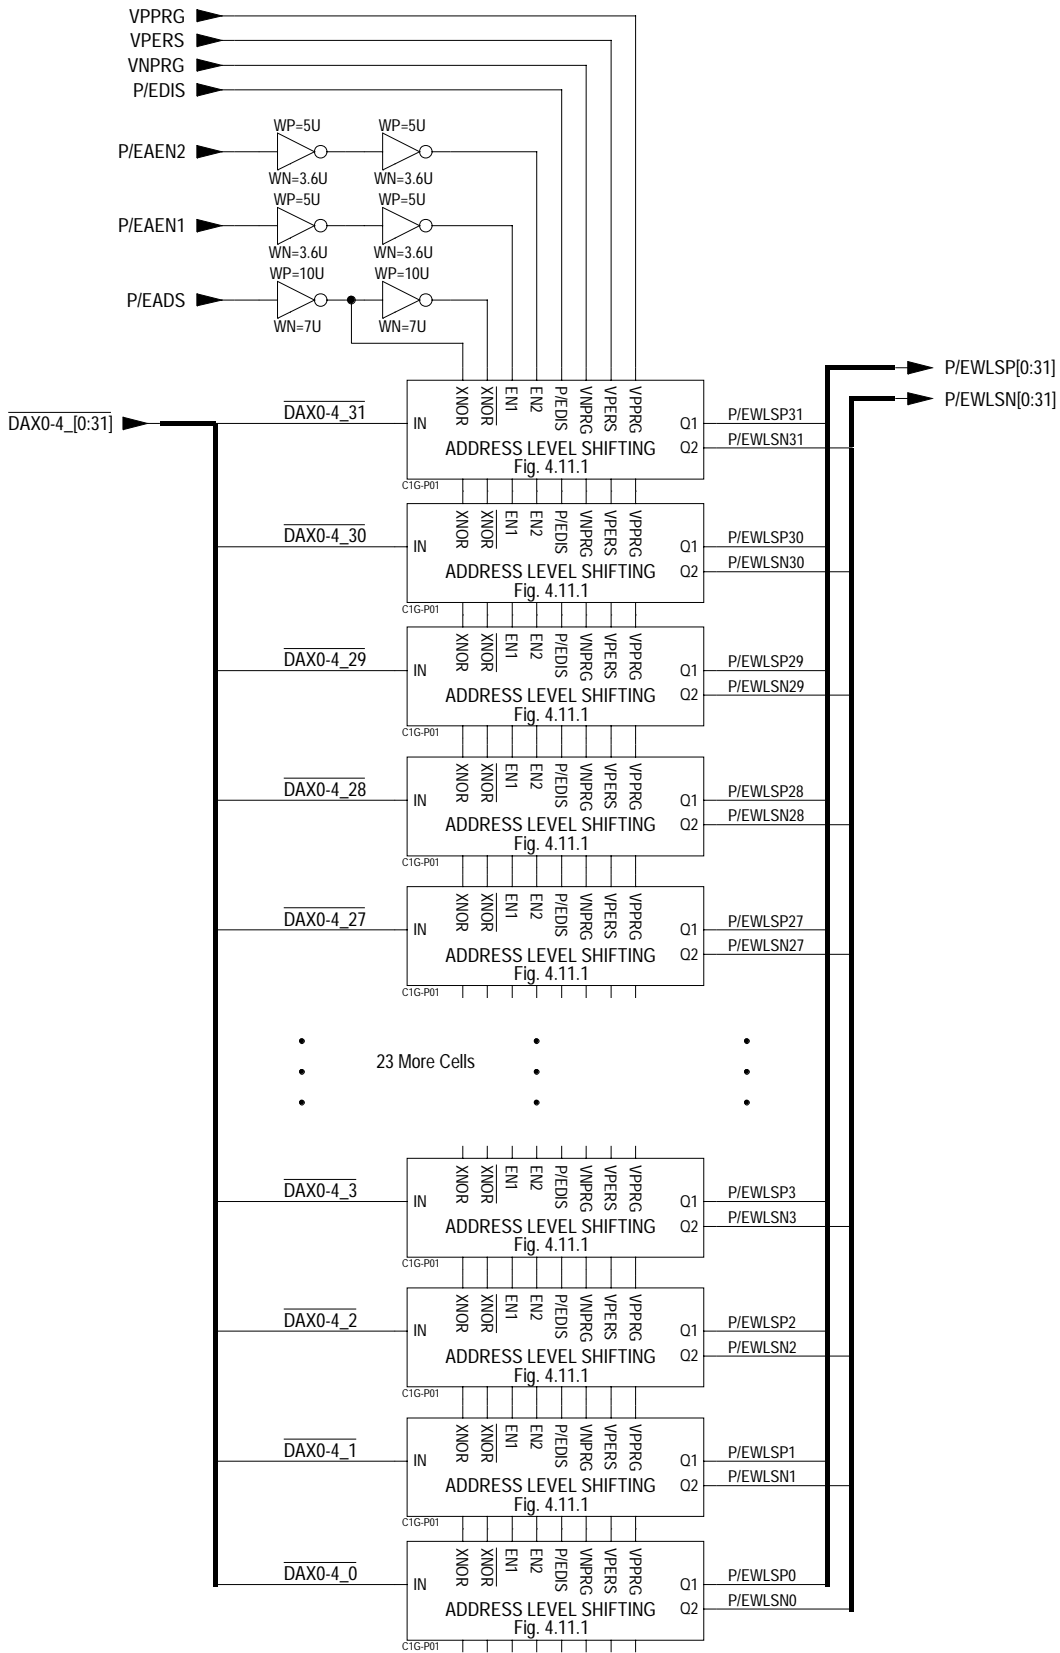 VPPRG
VPERS
VNPRG
P/EDIS
WP=5U WP=5U
P/EAEN2
WN=3.6U WN=3.6U
WP=5U WP=5U
P/EAEN1
WN=3.6U WN=3.6U
WP=10U WP=10U
P/EADS
WN=7U WN=7U
P/EWLSP[0:31]
P/EWLSN[0:31]
DAX0-4_[0:31]
XNOR XNOR EN1 EN2 P/EDIS VNPRG VPERS VPPRG
DAX0-4_31 IN Q1 P/EWLSP31
ADDRESS LEVEL SHIFTING Q2 P/EWLSN31
Fig. 4.11.1
C1G-P01
XNOR XNOR EN1 EN2 P/EDIS VNPRG VPERS VPPRG
DAX0-4_30 IN Q1 P/EWLSP30
ADDRESS LEVEL SHIFTING Q2 P/EWLSN30
Fig. 4.11.1
C1G-P01
XNOR XNOR EN1 EN2 P/EDIS VNPRG VPERS VPPRG
DAX0-4_29 IN Q1 P/EWLSP29
ADDRESS LEVEL SHIFTING Q2 P/EWLSN29
Fig. 4.11.1
C1G-P01
XNOR XNOR EN1 EN2 P/EDIS VNPRG VPERS VPPRG
DAX0-4_28 IN Q1 P/EWLSP28
ADDRESS LEVEL SHIFTING Q2 P/EWLSN28
Fig. 4.11.1
C1G-P01
XNOR XNOR EN1 EN2 P/EDIS VNPRG VPERS VPPRG
DAX0-4_27 IN Q1 P/EWLSP27
ADDRESS LEVEL SHIFTING Q2 P/EWLSN27
Fig. 4.11.1
C1G-P01
23 More Cells
XNOR XNOR EN1 EN2 P/EDIS VNPRG VPERS VPPRG
DAX0-4_3 IN Q1 P/EWLSP3
ADDRESS LEVEL SHIFTING Q2 P/EWLSN3
Fig. 4.11.1
C1G-P01
XNOR XNOR EN1 EN2 P/EDIS VNPRG VPERS VPPRG
DAX0-4_2 IN Q1 P/EWLSP2
ADDRESS LEVEL SHIFTING Q2 P/EWLSN2
Fig. 4.11.1
C1G-P01
XNOR XNOR EN1 EN2 P/EDIS VNPRG VPERS VPPRG
DAX0-4_1 IN Q1 P/EWLSP1
ADDRESS LEVEL SHIFTING Q2 P/EWLSN1
Fig. 4.11.1
C1G-P01
XNOR XNOR EN1 EN2 P/EDIS VNPRG VPERS VPPRG
DAX0-4_0 IN Q1 P/EWLSP0
ADDRESS LEVEL SHIFTING Q2 P/EWLSN0
Fig. 4.11.1
C1G-P01